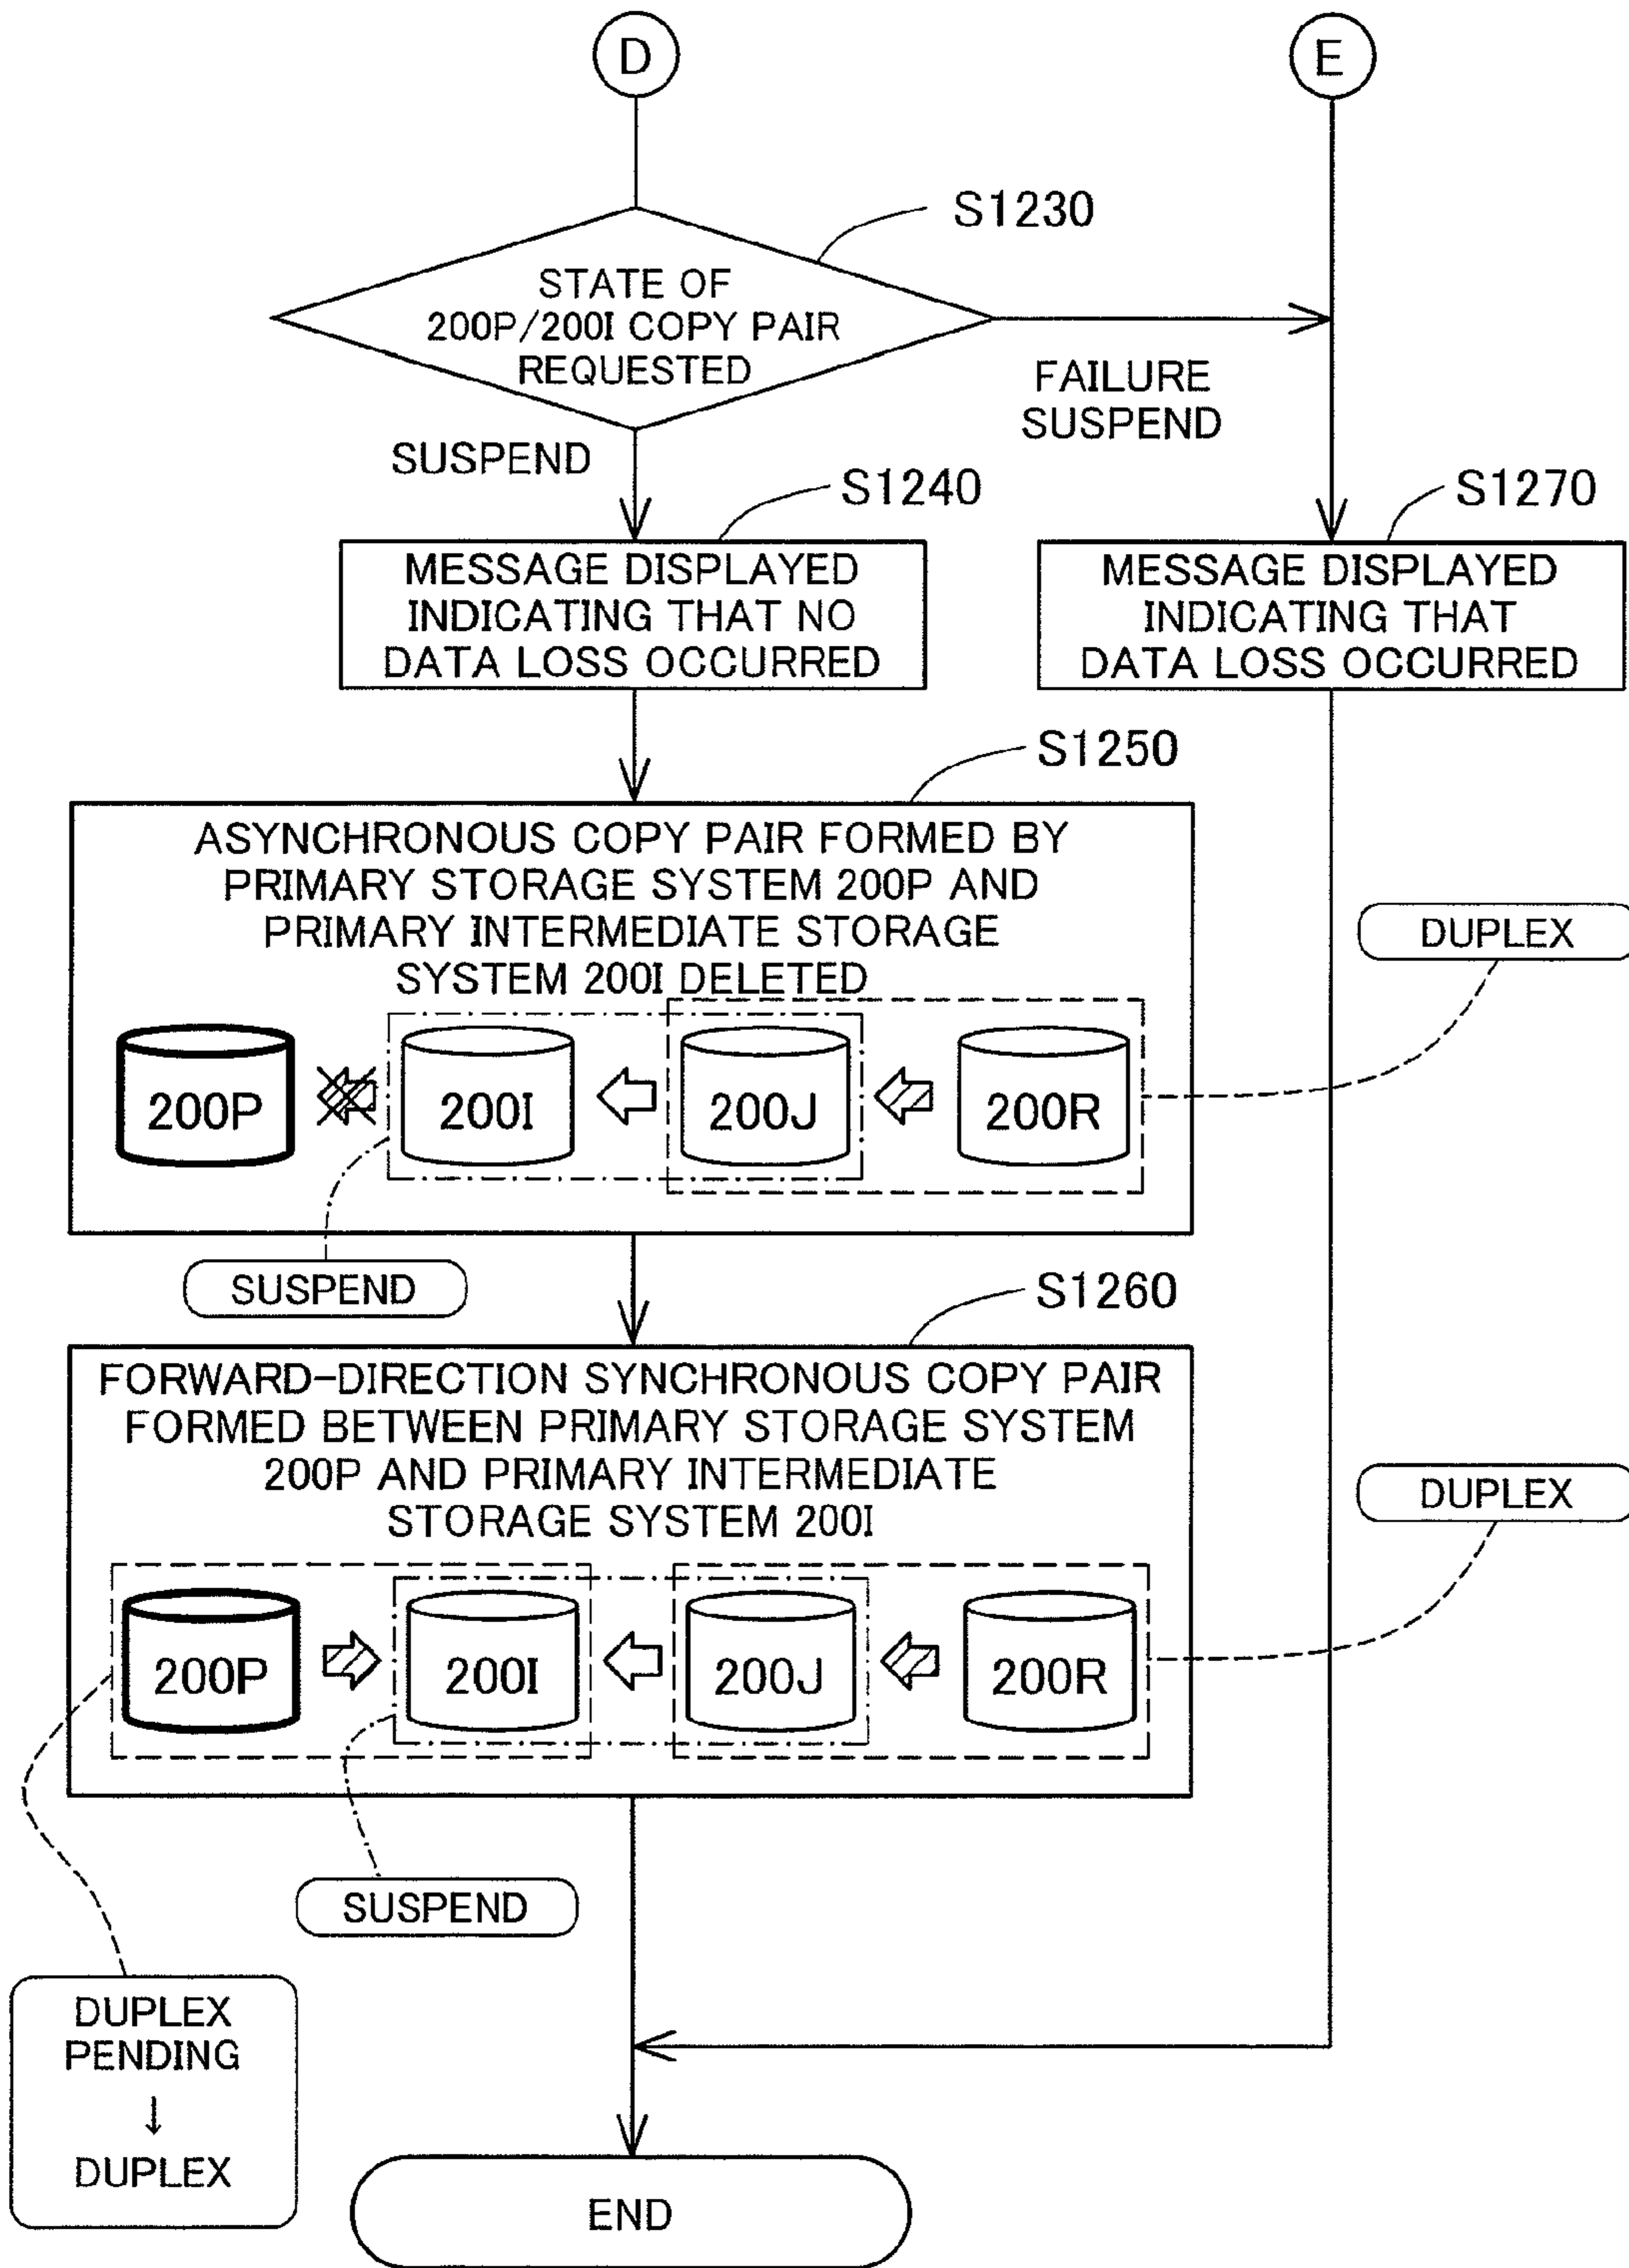 D
E
S1230
STATE OF
200P/200I COPY PAIR
REQUESTED
FAILURE
SUSPEND
SUSPEND
S1240
S1270
MESSAGE DISPLAYED
INDICATING THAT NO
DATA LOSS OCCURRED
MESSAGE DISPLAYED
INDICATING THAT
DATA LOSS OCCURRED
S1250
ASYNCHRONOUS COPY PAIR FORMED BY
PRIMARY STORAGE SYSTEM 200P AND
PRIMARY INTERMEDIATE STORAGE
SYSTEM 200I DELETED
DUPLEX
200P
200I
200J
200R
SUSPEND
S1260
FORWARD-DIRECTION SYNCHRONOUS COPY PAIR
FORMED BETWEEN PRIMARY STORAGE SYSTEM
200P AND PRIMARY INTERMEDIATE
STORAGE SYSTEM 200I
DUPLEX
200P
200I
200J
200R
SUSPEND
DUPLEX
PENDING
↓
DUPLEX
END